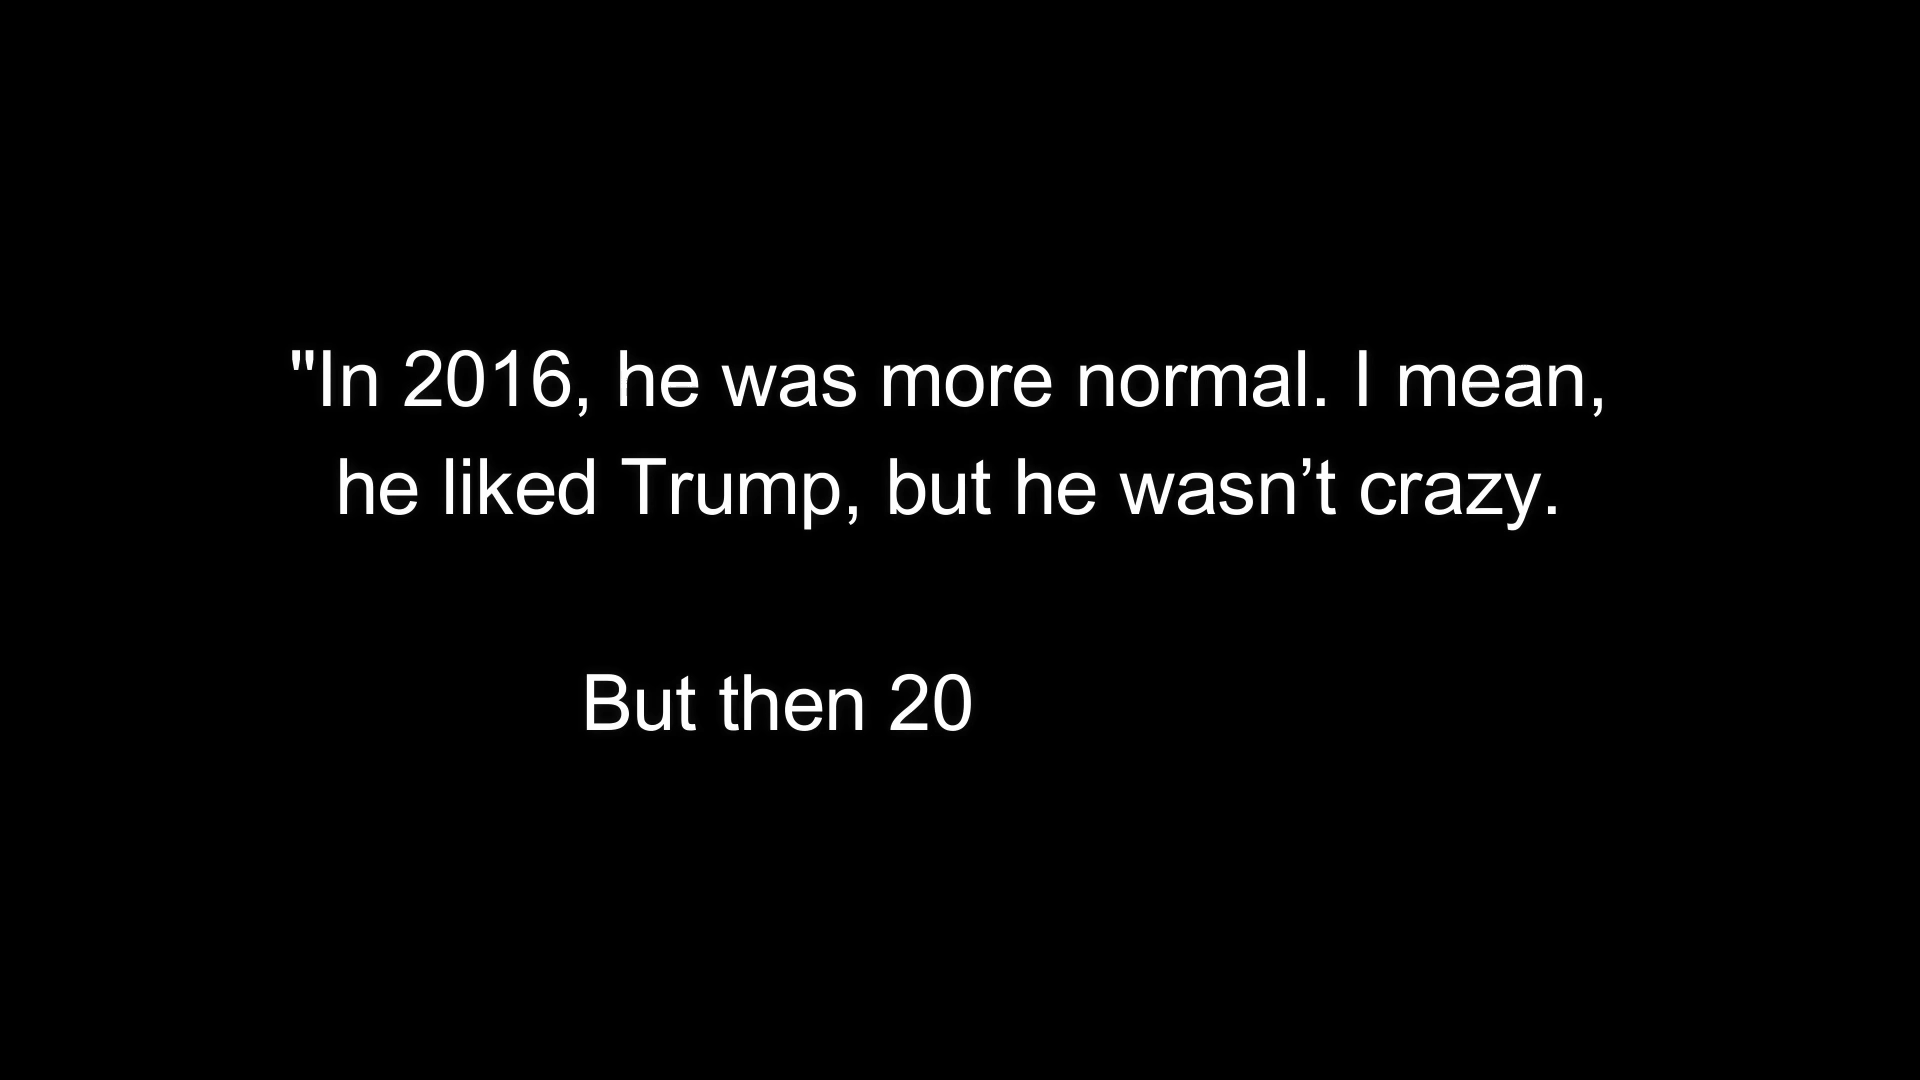 "In 2016, he was more normal. I mean,
he liked Trump, but he wasn’t crazy.
But then 20